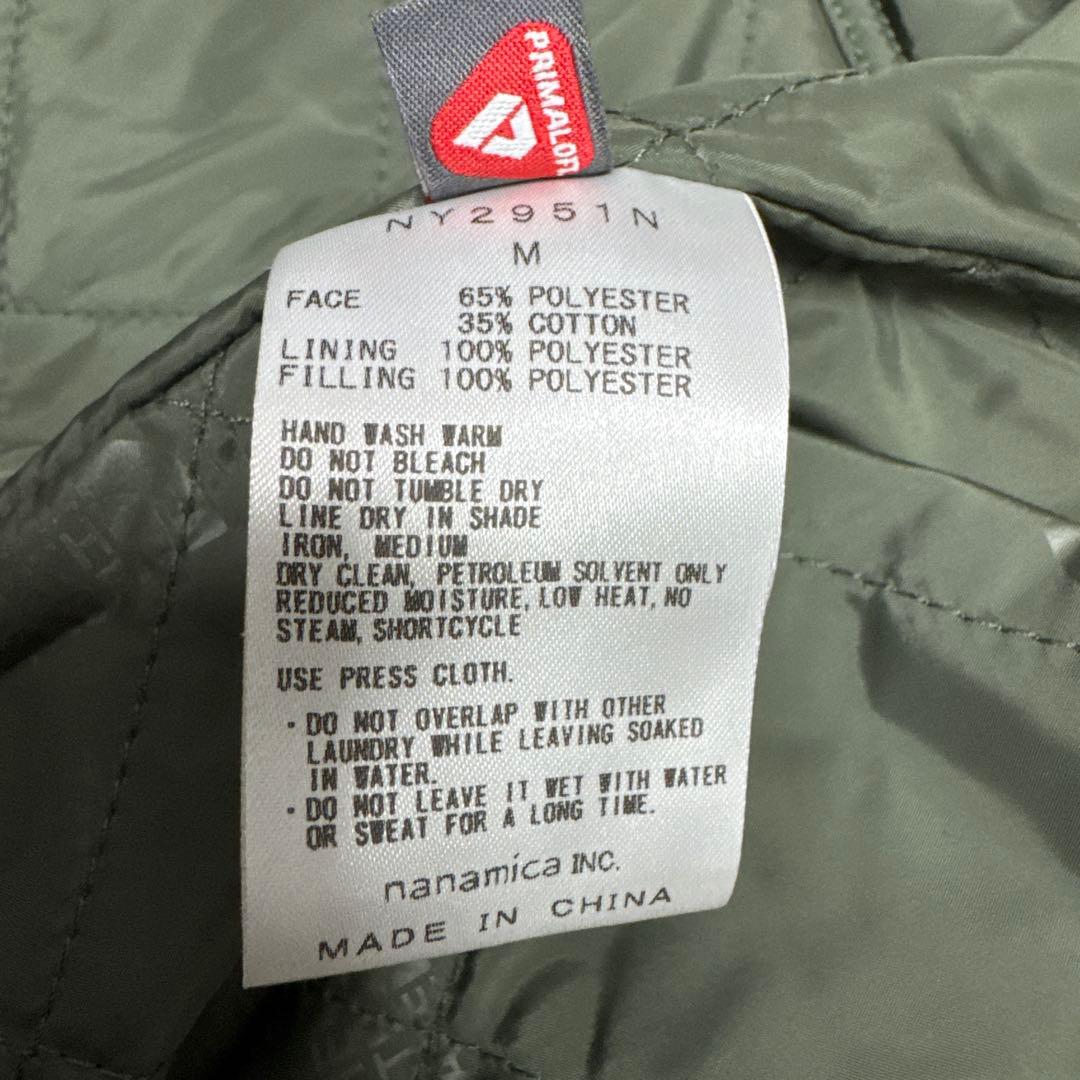 PRIMALOF
NY2951N
M
FACE 65% POLYESTER
35% COTTON
LINING 100% POLYESTER
FILLING 100% POLYESTER
HAND WASH WARM
DO NOT BLEACH
DO NOT TUMBLE DRY
LINE DRY IN SHADE
IRON, MEDIUM
DRY CLEAN, PETROLEUM SOLVENT ONLY
REDUCED MOISTURE, LOW HEAT, NO
STEAM, SHORTCYCLE
USE PRESS CLOTH.
· DO NOT OVERLAP WITH OTHER
LAUNDRY WHILE LEAVING SOAKED
IN WATER.
· DO NOT LEAVE IT WET WITH WATER
OR SWEAT FOR A LONG TIME.
nanamica INC.
MADE IN CHINA